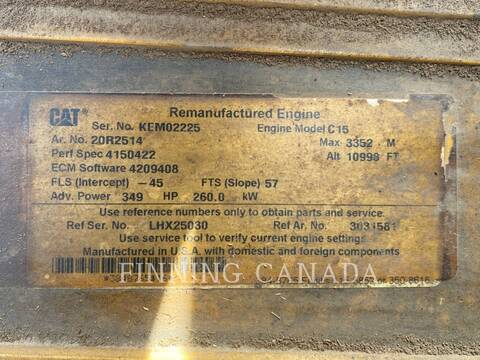 CAT Remanufactured Engine
Ser. No. KEM02225 Engine Model C15
Ar. No. 20R2514 Max 3352 M
Perf Spec 4150422 Alt 10998 FT
ECM Software 4209408
FLS (Intercept) -45 FTS (Slope) 57
Adv. Power 349 HP 260.0 kW
Use reference numbers only to obtain parts and service.
Ref Ser. No. LHX25030 Ref Ar. No. 3034581
Use service tool to verify current engine settings
Manufactured in U.S.A. with domestic and foreign components
FINNING CANADA